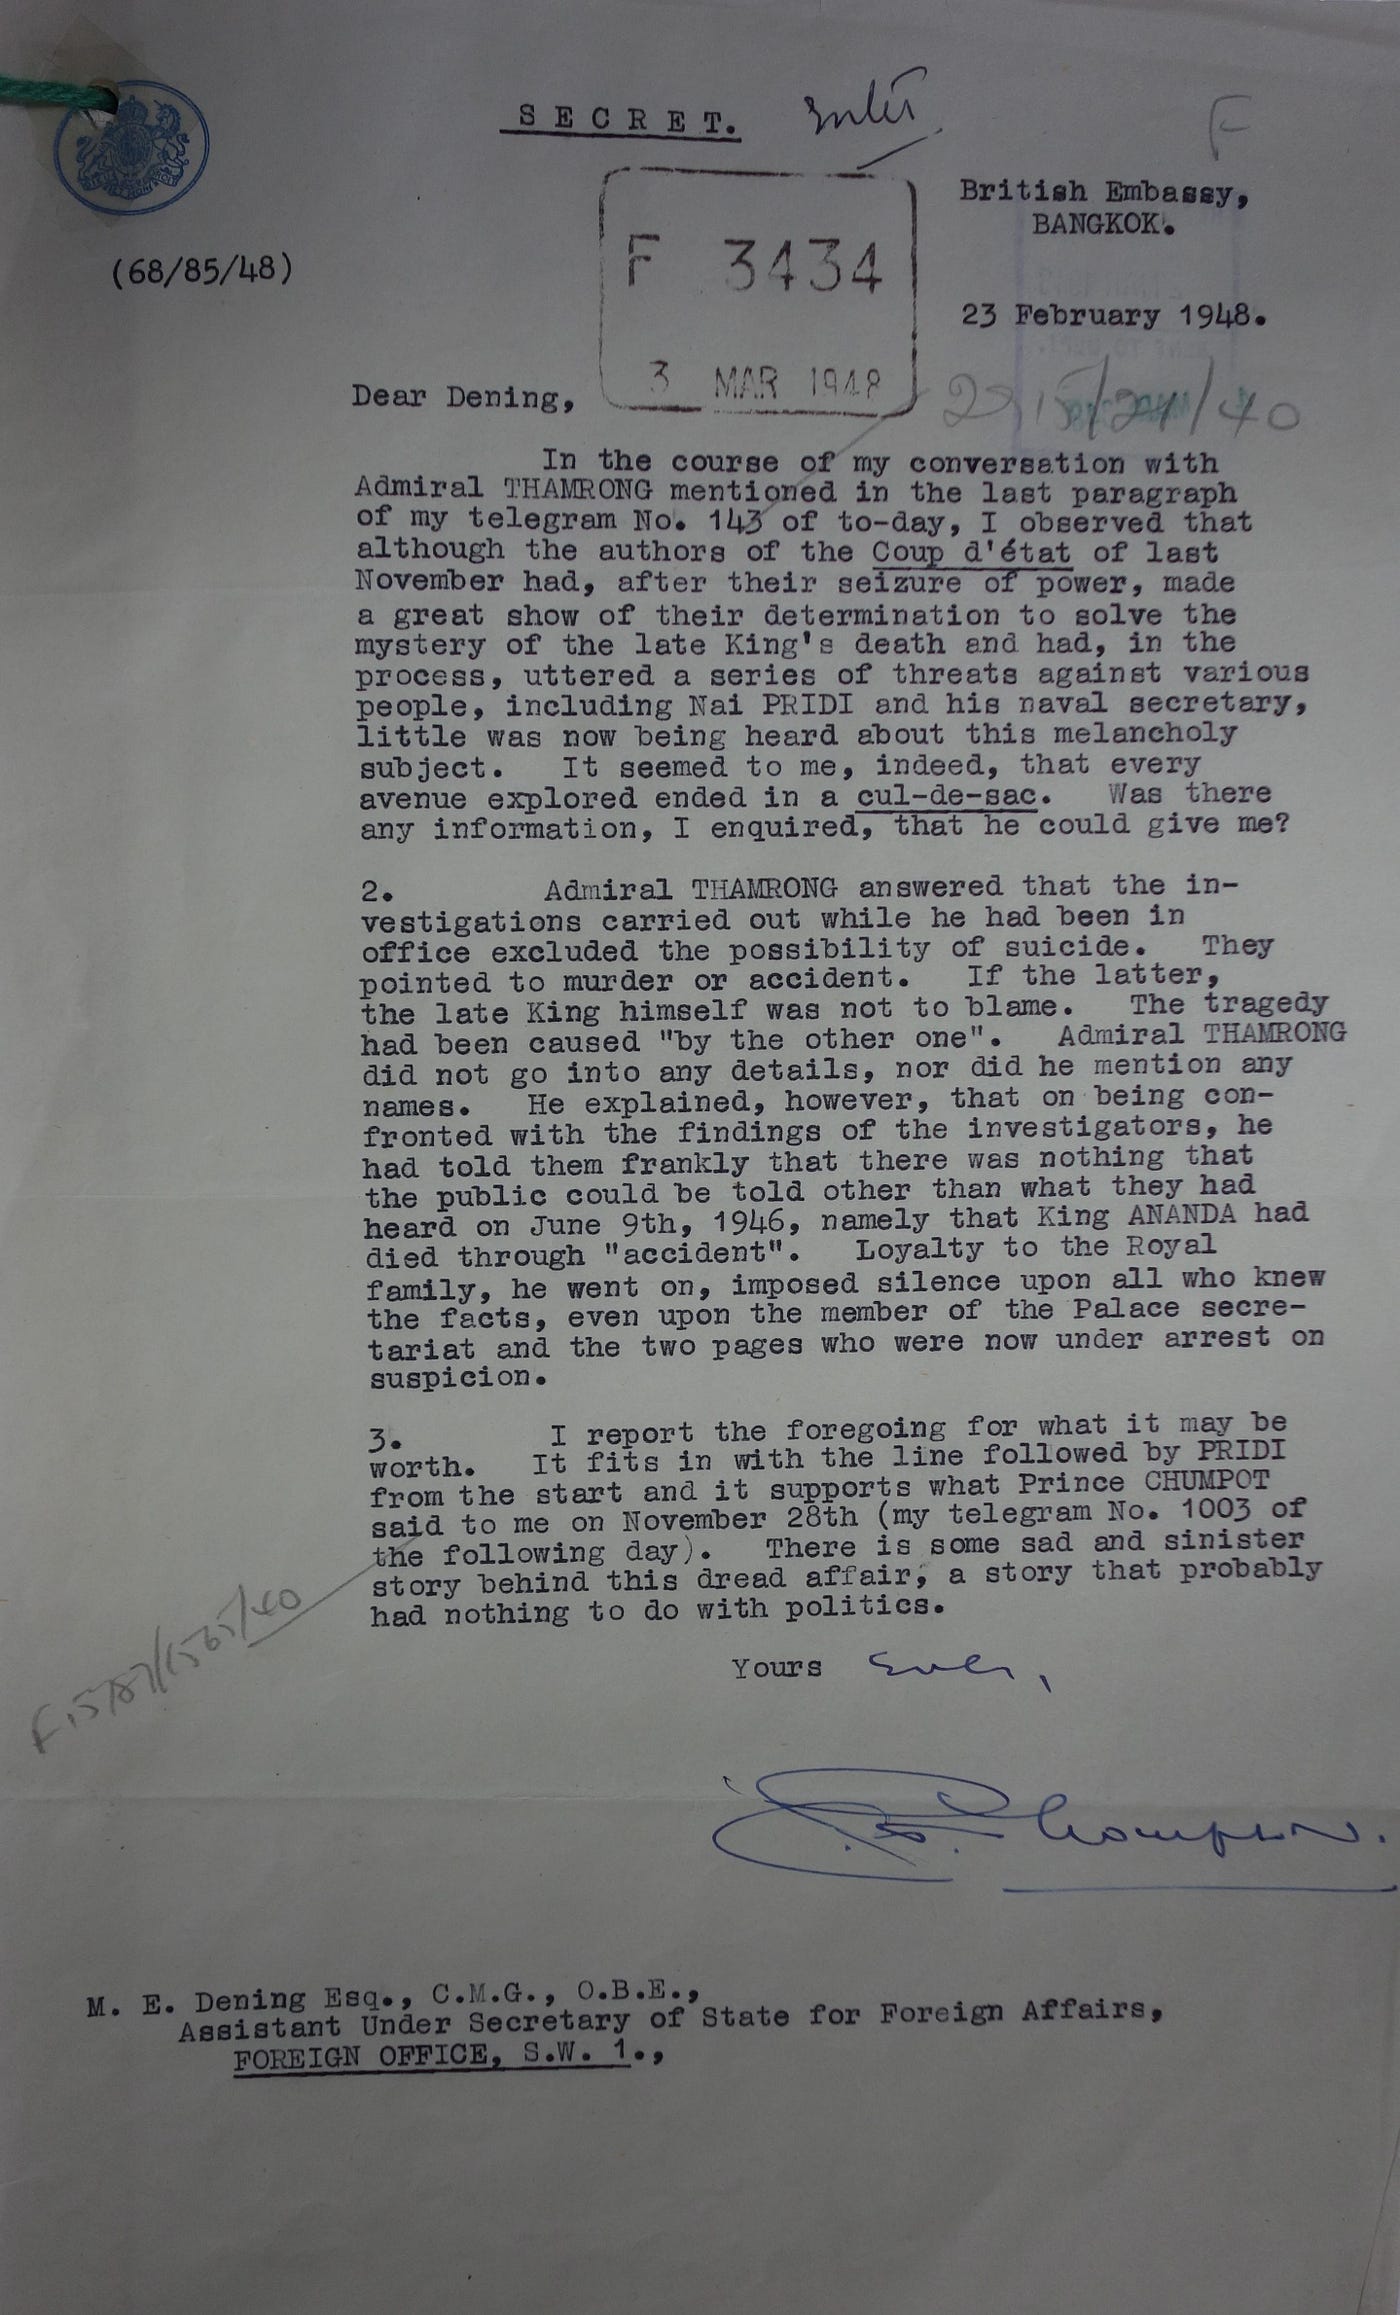 SECRET.
Enter
F
British Embassy,
BANGKOK.
F 3434
(68/85/48)
23 February 1948.
3 MAR 1948
Dear Dening,
In the course of my conversation with
Admiral THAMRONG mentioned in the last paragraph
of my telegram No. 143 of to-day, I observed that
although the authors of the Coup d'état of last
November had, after their seizure of power, made
a great show of their determination to solve the
mystery of the late King's death and had, in the
process, uttered a series of threats against various
people, including Nai PRIDI and his naval secretary,
little was now being heard about this melancholy
subject. It seemed to me, indeed, that every
avenue explored ended in a cul-de-sac. Was there
any information, I enquired, that he could give me?
2. Admiral THAMRONG answered that the in-
vestigations carried out while he had been in
office excluded the possibility of suicide. They
pointed to murder or accident. If the latter,
the late King himself was not to blame. The tragedy
had been caused "by the other one". Admiral THAMRONG
did not go into any details, nor did he mention any
names. He explained, however, that on being con-
fronted with the findings of the investigators, he
had told them frankly that there was nothing that
the public could be told other than what they had
heard on June 9th, 1946, namely that King ANANDA had
died through "accident". Loyalty to the Royal
family, he went on, imposed silence upon all who knew
the facts, even upon the member of the Palace secre-
tariat and the two pages who were now under arrest on
suspicion.
3. I report the foregoing for what it may be
worth. It fits in with the line followed by PRIDI
from the start and it supports what Prince CHUMPOT
said to me on November 28th (my telegram No. 1003 of
the following day). There is some sad and sinister
story behind this dread affair, a story that probably
had nothing to do with politics.
Yours ever,
Thompson.
M. E. Dening Esq., C.M.G., O.B.E.,
Assistant Under Secretary of State for Foreign Affairs,
FOREIGN OFFICE, S.W. 1.,